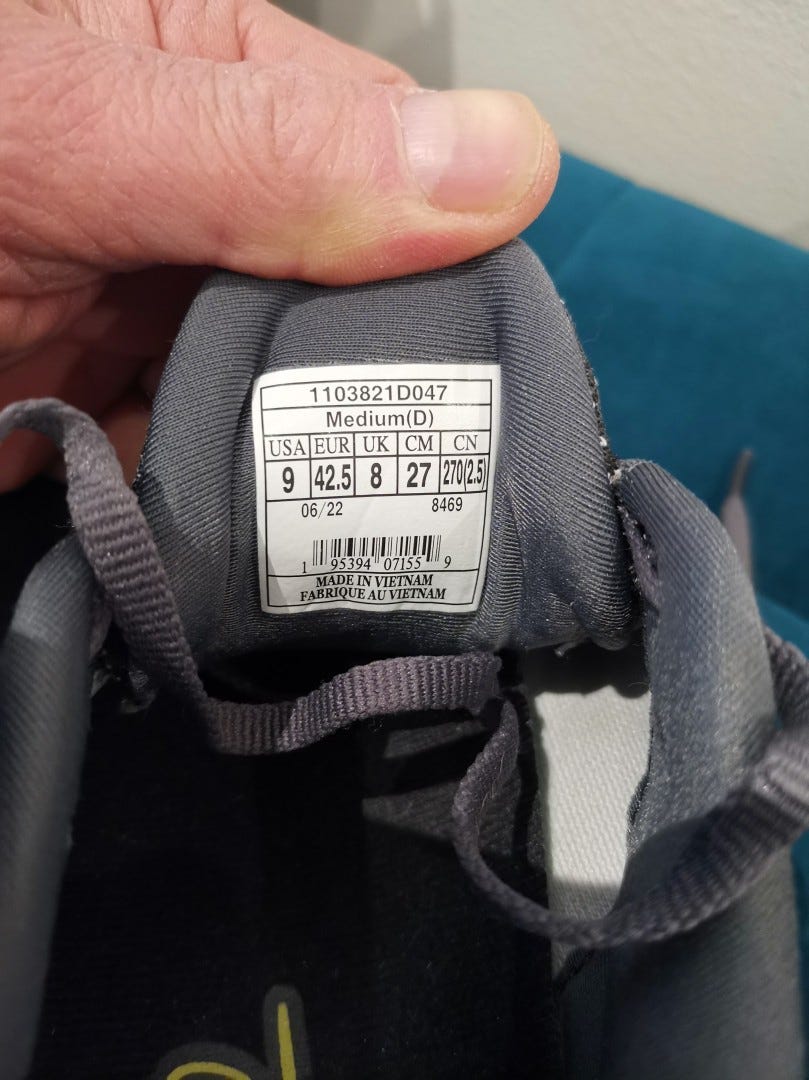 1103821D047
Medium(D)
USA EUR UK CM CN
9 42.5 8 27 270(2.5)
06/22 8469
1 95394 07155 9
MADE IN VIETNAM
FABRIQUE AU VIETNAM